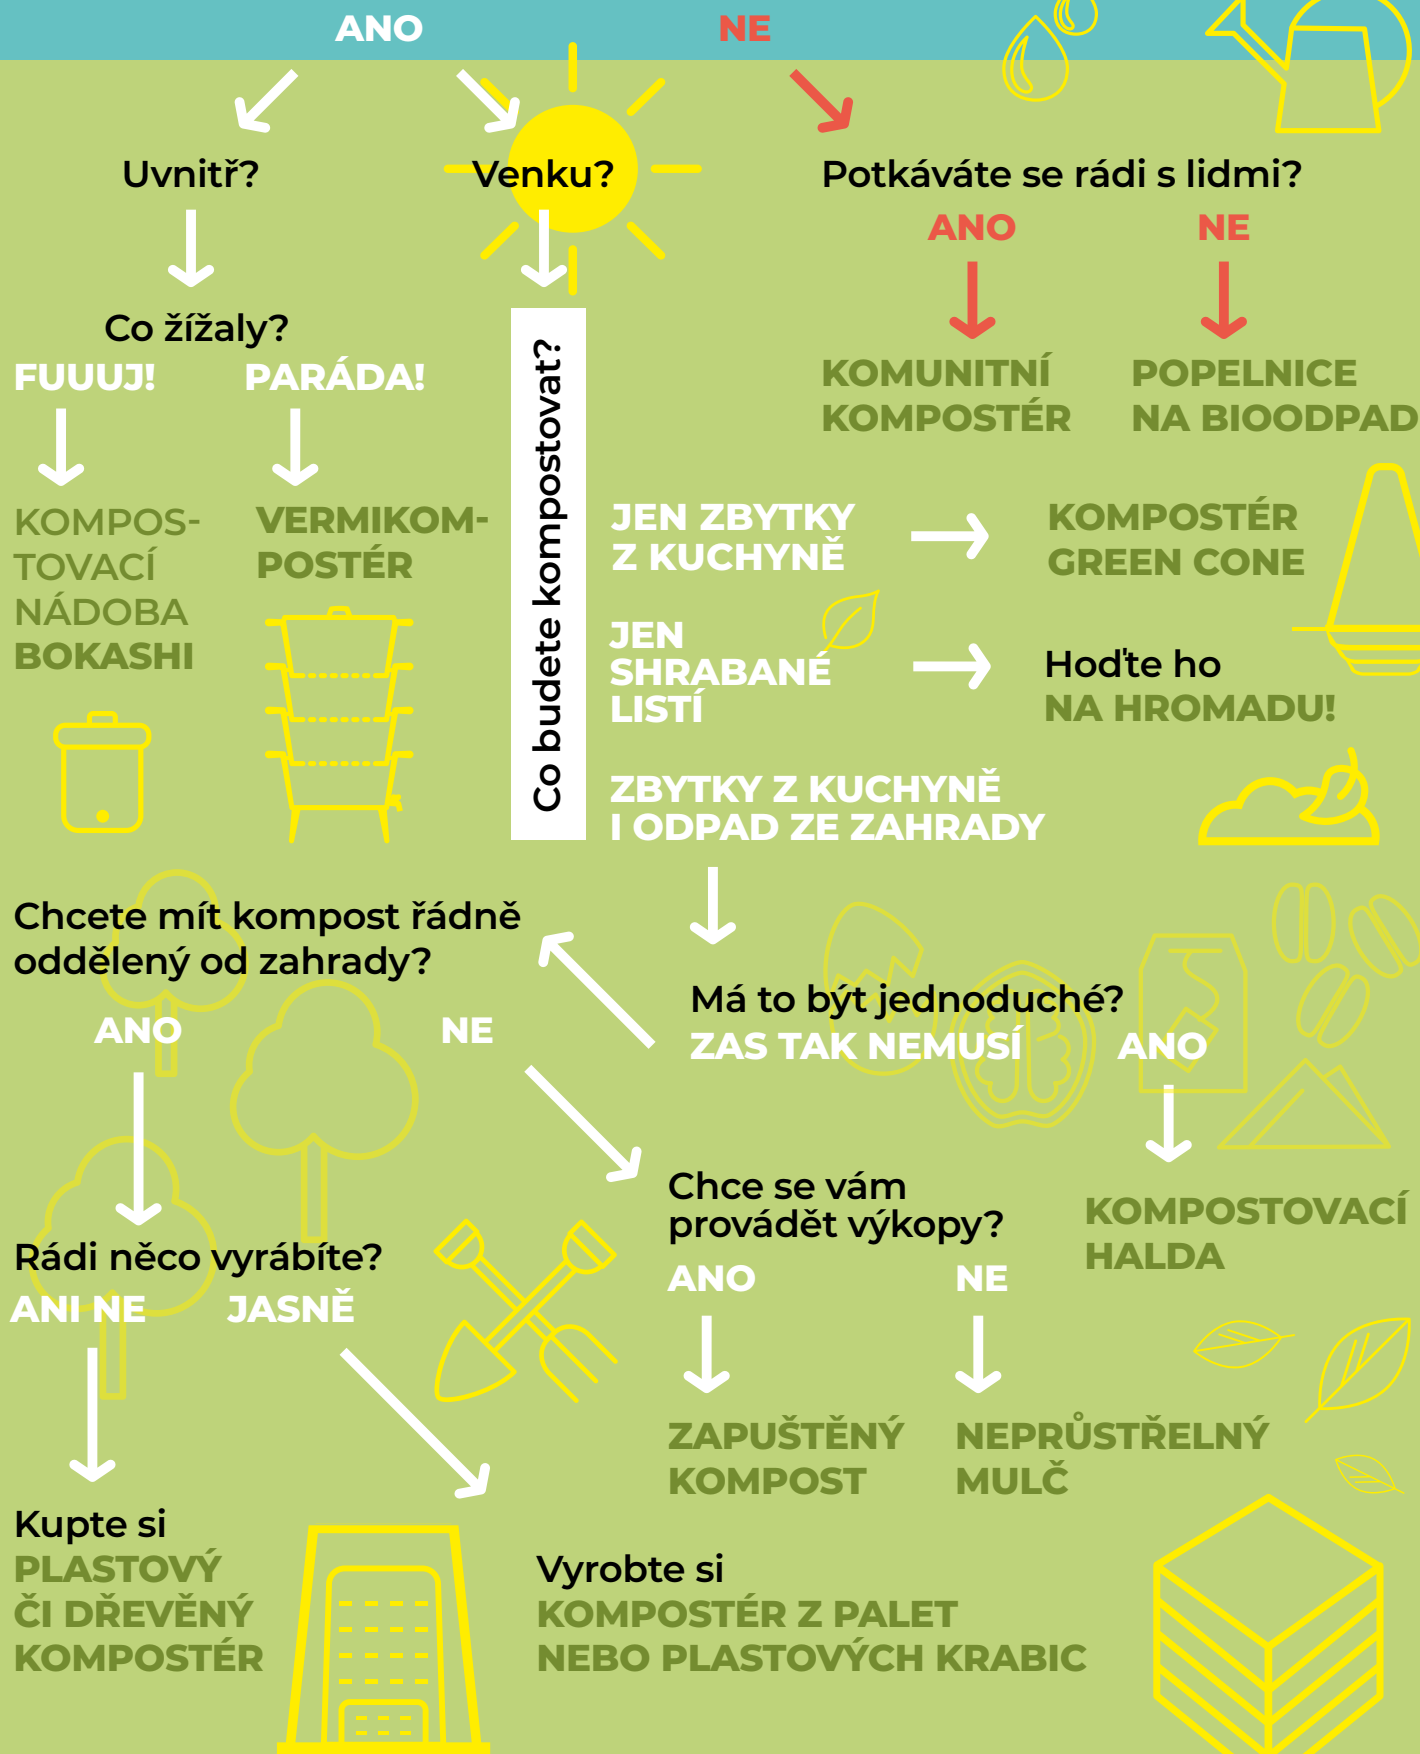 ANO
NE
Uvnitř?
Venku?
Potkáváte se rádi s lidmi?
ANO
NE
Co žížaly?
FUUUJ!
PARÁDA!
KOMUNITNÍ
KOMPOSTÉR
POPELNICE
NA BIOODPAD
KOMPOS-
TOVACÍ
NÁDOBA
BOKASHI
VERMIKOM-
POSTÉR
Co budete kompostovat?
JEN ZBYTKY
Z KUCHYNĚ
KOMPOSTÉR
GREEN CONE
JEN
SHRABANÉ
LISTÍ
Hoďte ho
NA HROMADU!
ZBYTKY Z KUCHYNĚ
I ODPAD ZE ZAHRADY
Chcete mít kompost řádně
oddělený od zahrady?
ANO
NE
Má to být jednoduché?
ZAS TAK NEMUSÍ
ANO
Chce se vám
provádět výkopy?
ANO
NE
KOMPOSTOVACÍ
HALDA
Rádi něco vyrábíte?
ANI NE
JASNĚ
ZAPUŠTĚNÝ
KOMPOST
NEPRŮSTŘELNÝ
MULČ
Kupte si
PLASTOVÝ
ČI DŘEVĚNÝ
KOMPOSTÉR
Vyrobte si
KOMPOSTÉR Z PALET
NEBO PLASTOVÝCH KRABIC